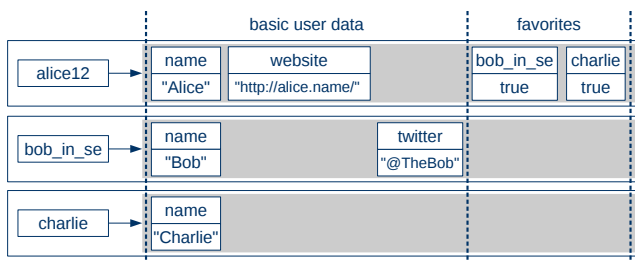 basic user data
favorites
alice12
name
"Alice"
website
"http://alice.name/"
bob_in_se
true
charlie
true
bob_in_se
name
"Bob"
twitter
"@TheBob"
charlie
name
"Charlie"